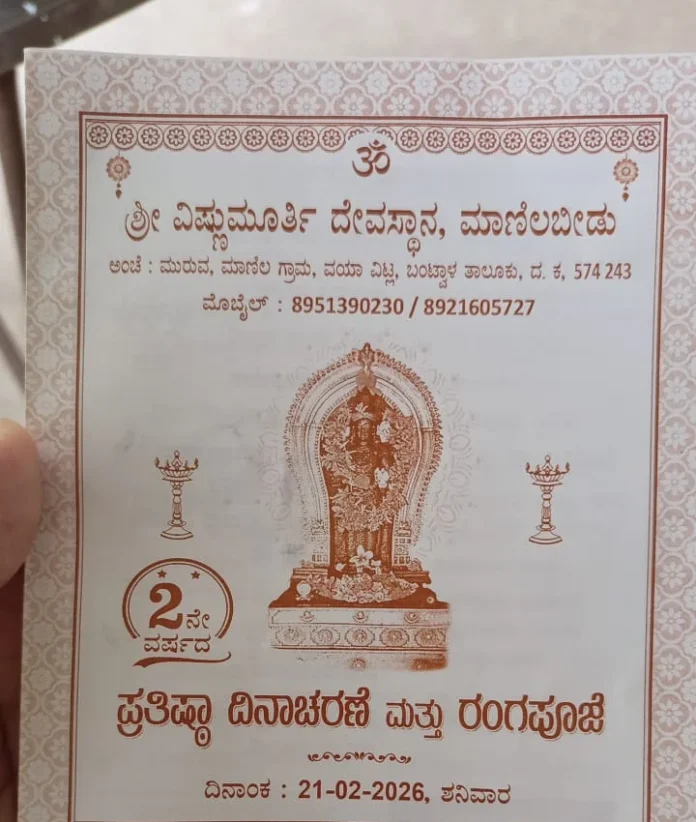 ॐ
ಶ್ರೀ ವಿಷ್ಣುಮೂರ್ತಿ ದೇವಸ್ಥಾನ, ಮಾಣಿಲಬೀಡು
ಅಂಚೆ : ಮುರುವ, ಮಾಣಿಲ ಗ್ರಾಮ, ವಯಾ ವಿಟ್ಲ, ಬಂಟ್ವಾಳ ತಾಲೂಕು, ದ. ಕ, 574 243
ಮೊಬೈಲ್ : 8951390230 / 8921605727
2ನೇ
ವರ್ಷದ
ಪ್ರತಿಷ್ಠಾ ದಿನಾಚರಣೆ ಮತ್ತು ರಂಗಪೂಜೆ
ದಿನಾಂಕ : 21-02-2026, ಶನಿವಾರ